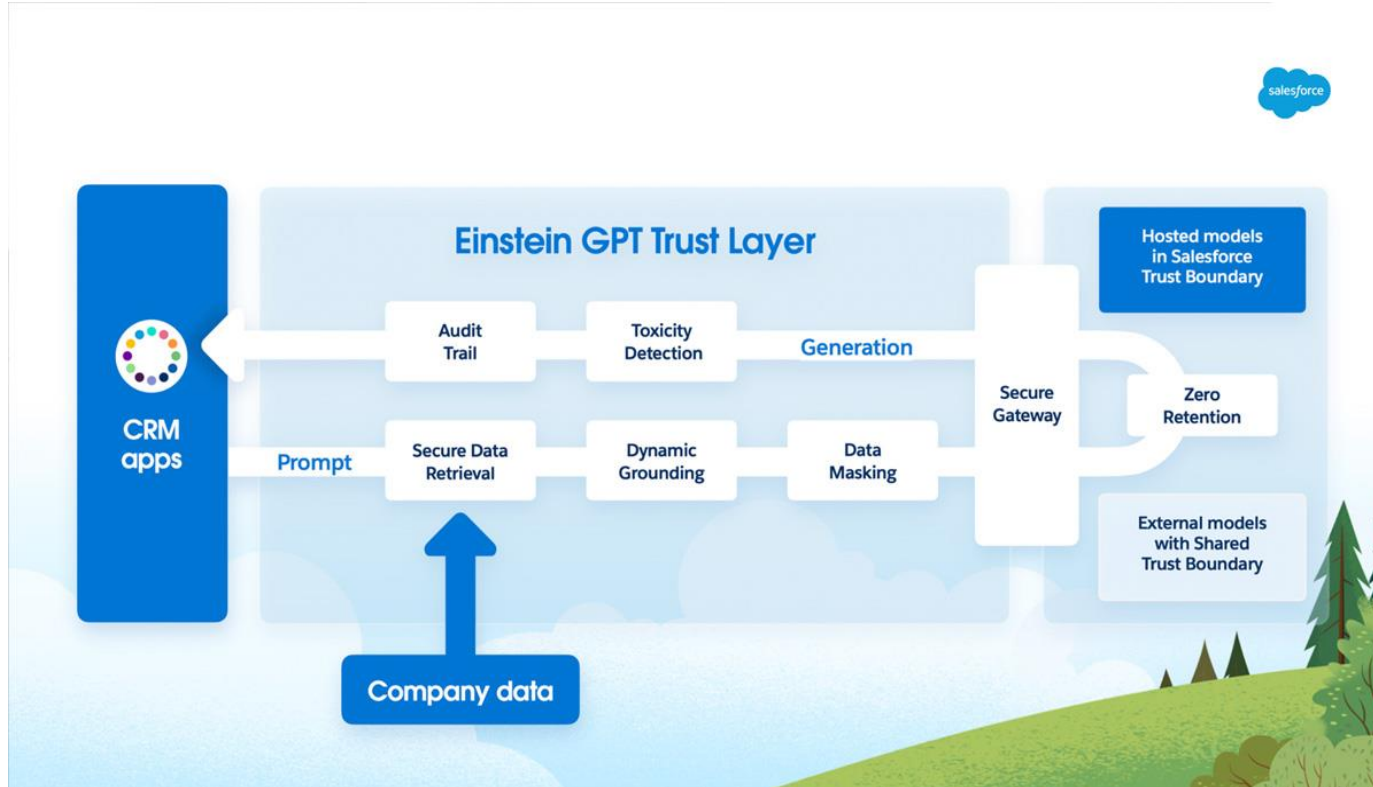 salesforce
Einstein GPT Trust Layer
Hosted models
in Salesforce
Trust Boundary
Audit
Trail
Toxicity
Detection
Generation
Secure
Gateway
Zero
Retention
CRM
apps
Prompt
Secure Data
Retrieval
Dynamic
Grounding
Data
Masking
External models
with Shared
Trust Boundary
Company data